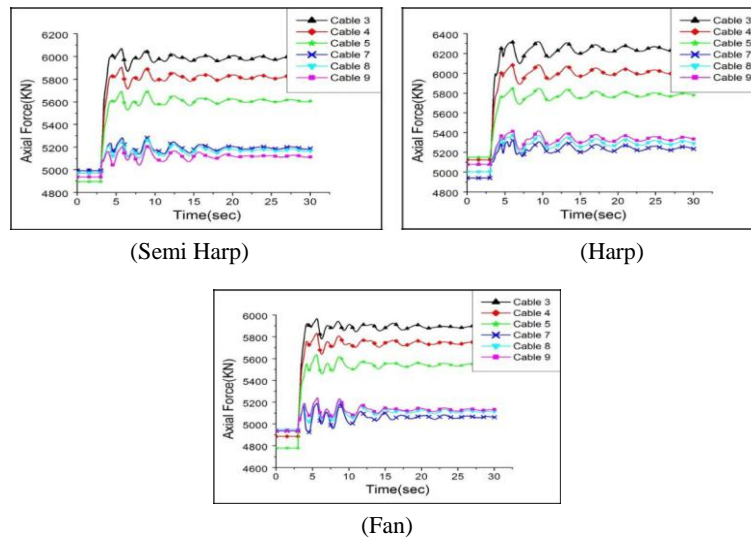 Cable 3
Cable 4
Cable 5
Cable 7
Cable 8
Cable 9
6200
6000
5800
5600
5400
5200
5000
4800
Axial Force(KN)
0 5 10 15 20 25 30
Time(sec)
(Semi Harp)
Cable 3
Cable 4
Cable 5
Cable 7
Cable 8
Cable 9
6400
6200
6000
5800
5600
5400
5200
5000
4800
Axial Force(KN)
0 5 10 15 20 25 30
Time(sec)
(Harp)
Cable 3
Cable 4
Cable 5
Cable 7
Cable 8
Cable 9
6000
5800
5600
5400
5200
5000
4800
4600
Axial Force(KN)
0 5 10 15 20 25 30
Time(sec)
(Fan)